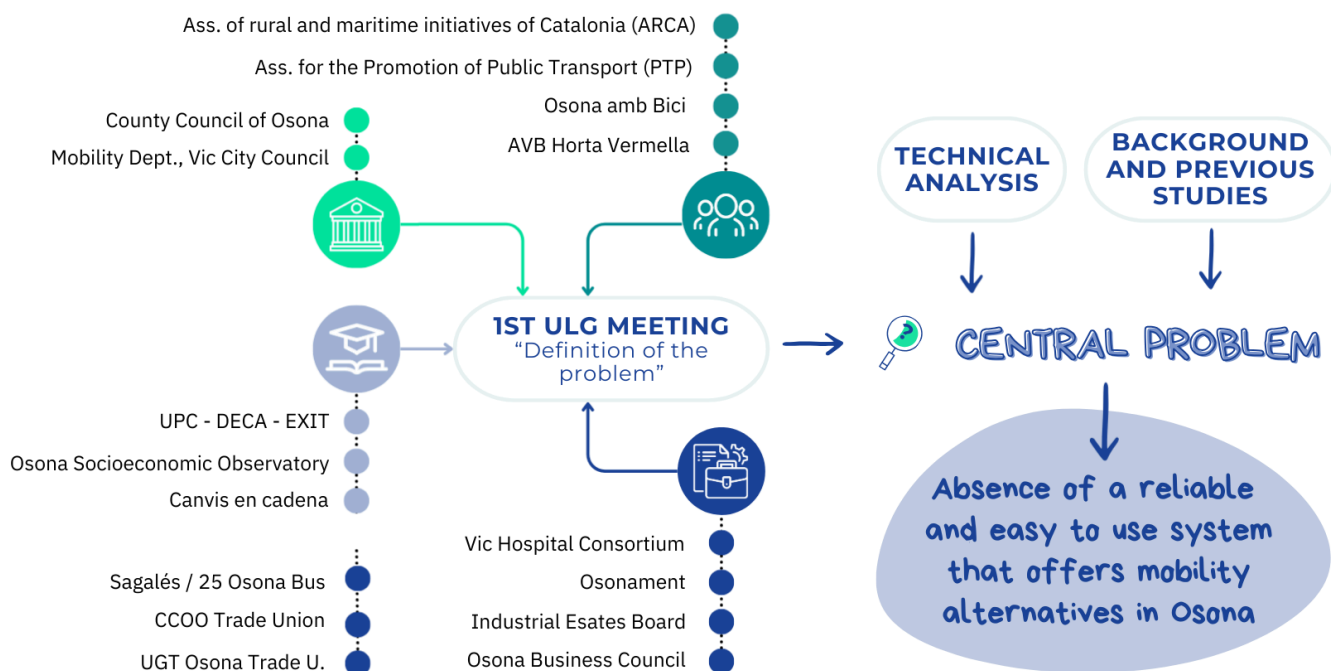 Ass. of rural and maritime initiatives of Catalonia (ARCA)
Ass. for the Promotion of Public Transport (PTP)
Osona amb Bici
AVB Horta Vermella
County Council of Osona
Mobility Dept., Vic City Council
TECHNICAL
ANALYSIS
BACKGROUND
AND PREVIOUS
STUDIES
1ST ULG MEETING
“Definition of the
problem”
?
CENTRAL PROBLEM
UPC - DECA - EXIT
Osona Socioeconomic Observatory
Canvis en cadena
Sagalés / 25 Osona Bus
CCOO Trade Union
UGT Osona Trade U.
Vic Hospital Consortium
Osonament
Industrial Esates Board
Osona Business Council
Absence of a reliable
and easy to use system
that offers mobility
alternatives in Osona